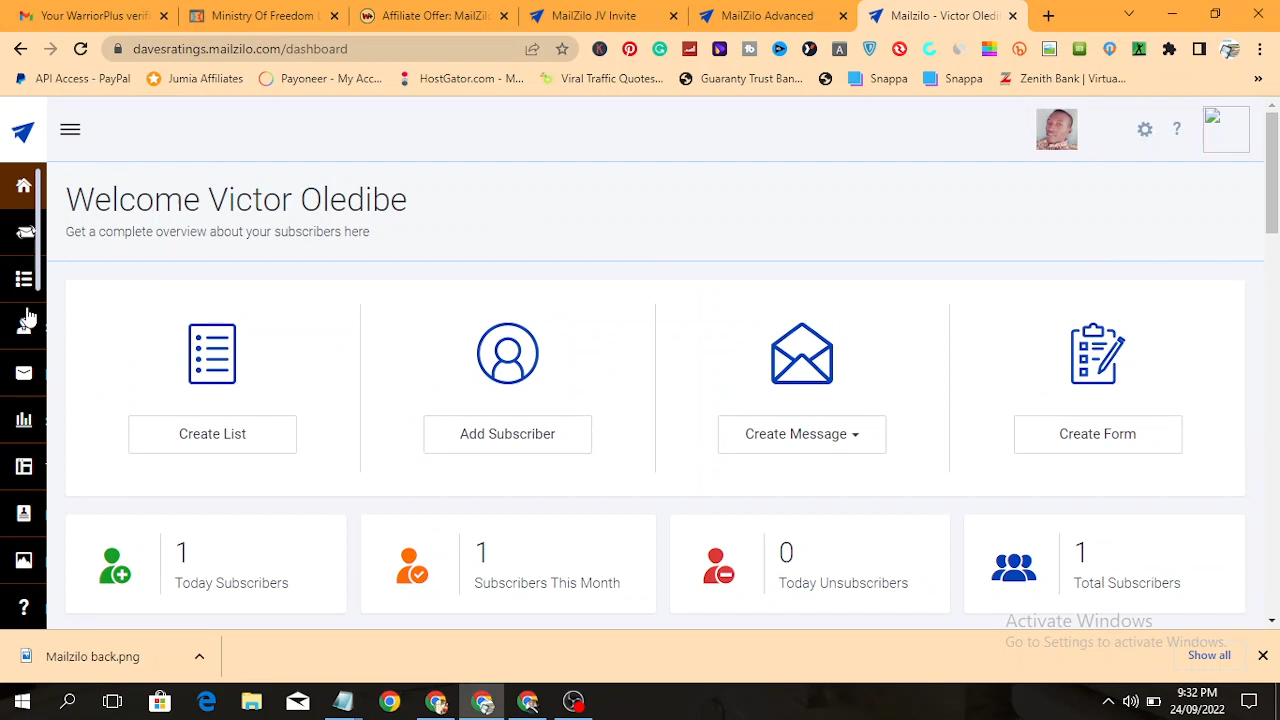 Your WarriorPlus verifi
Ministry Of Freedom
Affiliate Offer: MailZil
MailZilo JV Invite
MailZilo Advanced
Mailzilo - Victor Oledi
davesratings.mailzilo.com/dashboard
API Access - PayPal
Jumia Affiliates
Payoneer - My Acc...
HostGator.com - M...
Viral Traffic Quotes...
Guaranty Trust Ban...
Snappa
Snappa
Zenith Bank | Virtua...
Welcome Victor Oledibe
Get a complete overview about your subscribers here
Create List
Add Subscriber
Create Message
Create Form
1
Today Subscribers
1
Subscribers This Month
0
Today Unsubscribers
1
Total Subscribers
Activate Windows
Go to Settings to activate Windows.
Mailzilo back.png
Show all
9:32 PM
24/09/2022